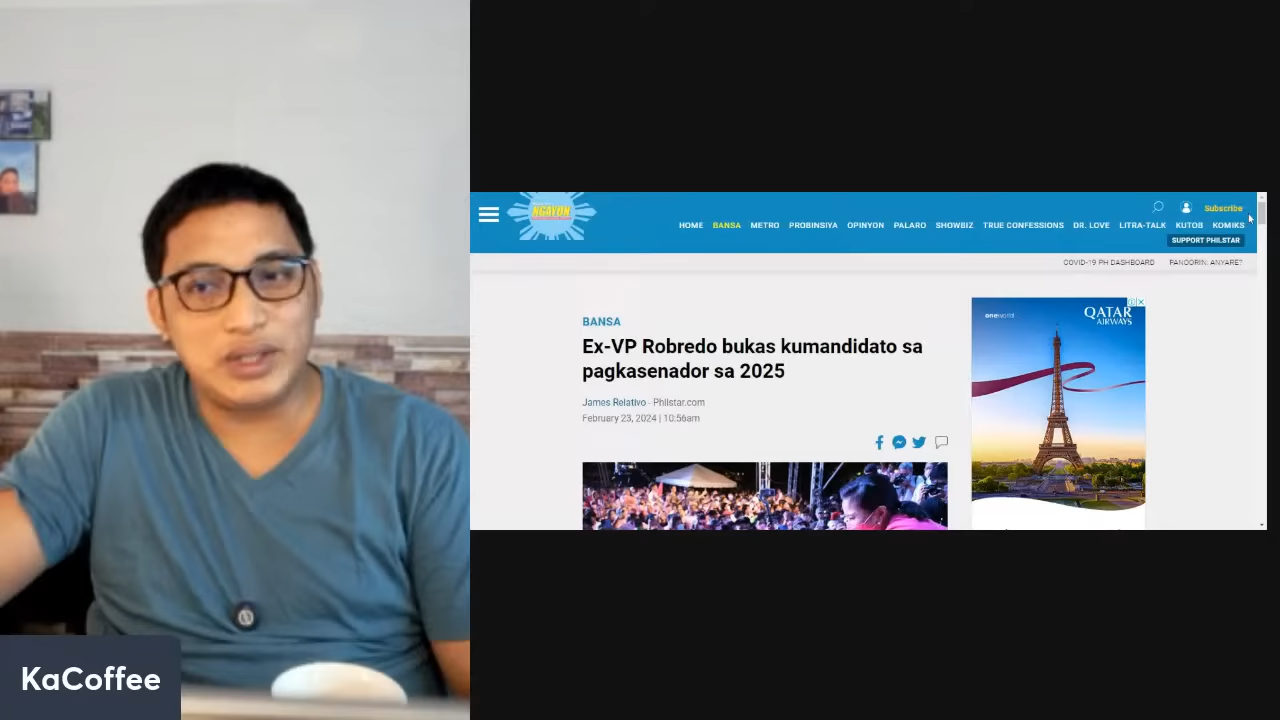 KaCoffee
NGAYON
Subscribe
HOME BANSA METRO PROBINSIYA OPINYON PALARO SHOWBIZ TRUE CONFESSIONS DR. LOVE LITRA-TALK KUTOB KOMIKS
SUPPORT PHILSTAR
COVID-19 PH DASHBOARD PANOORIN: ANYARE?
BANSA
Ex-VP Robredo bukas kumandidato sa
pagkasenador sa 2025
James Relativo - Philstar.com
February 23, 2024 | 10:56am
oneworld
QATAR
AIRWAYS